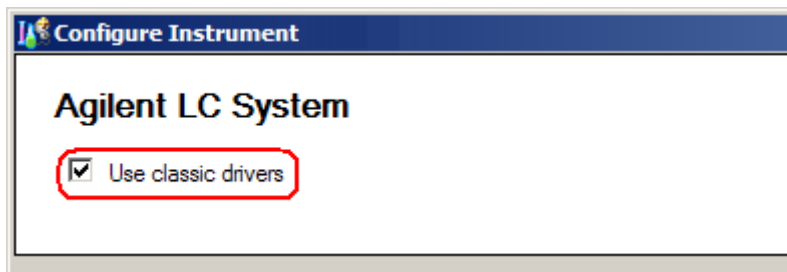 Configure Instrument
Agilent LC System
Use classic drivers